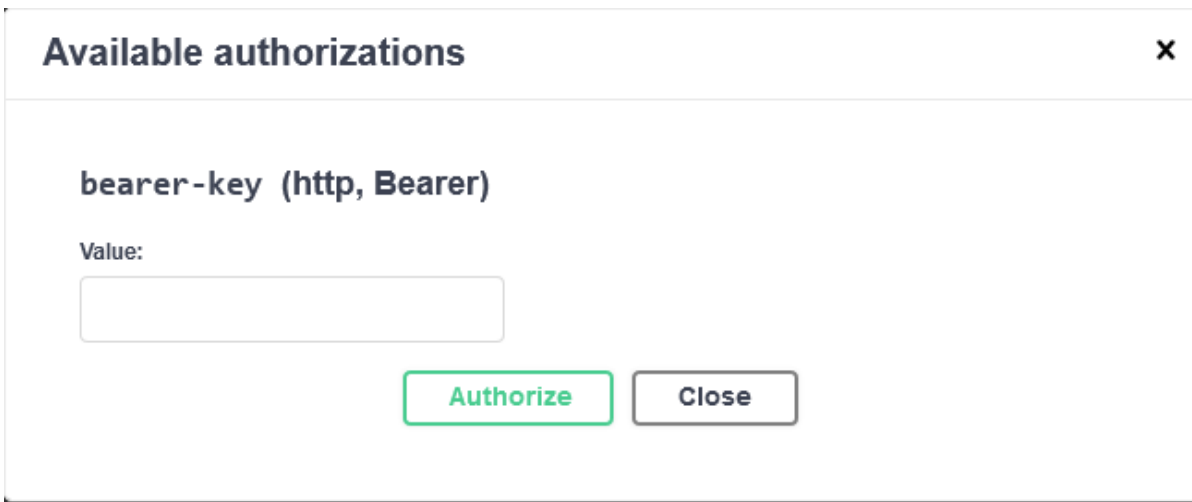 Available authorizations
bearer-key (http, Bearer)
Value:
Authorize Close